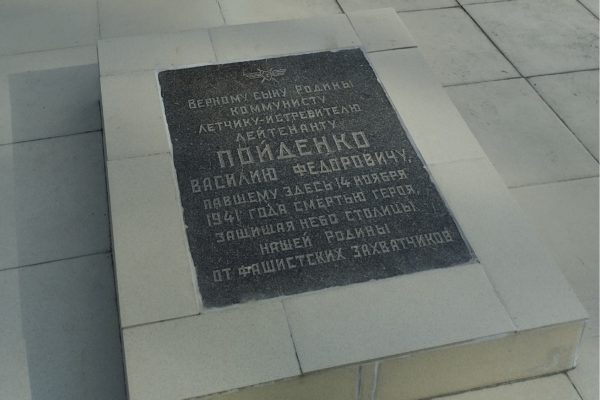 Верному сыну Родины
коммунисту
летчику-истребителю
лейтенанту
ПОЙДЕНКО
Василию Федоровичу,
павшему здесь 14 ноября
1941 года смертью героя,
защищая небо столицы
нашей Родины
от фашистских захватчиков